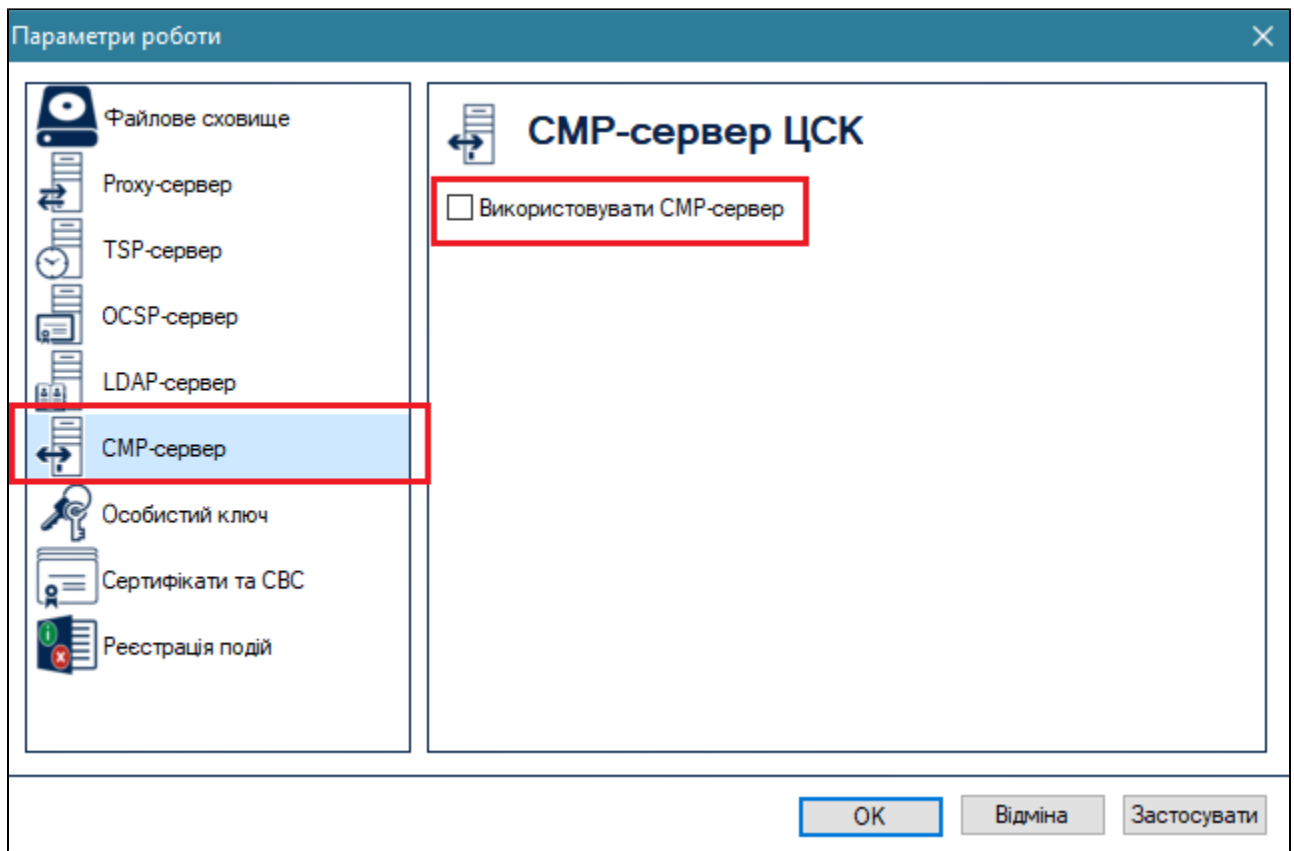 Параметри роботи
Файлове сховище
Proxy-сервер
TSP-сервер
OCSP-сервер
LDAP-сервер
CMP-сервер
Особистий ключ
Сертифікати та СВС
Реєстрація подій
CMP-сервер ЦСК
Використовувати CMP-сервер
OK
Відміна
Застосувати